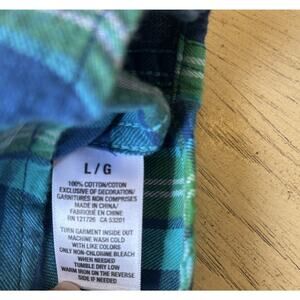 L/G
100% COTTON/COTON
EXCLUSIVE OF DECORATION/
GARNITURES NON COMPRISES
MADE IN CHINA/
FABRIQUÉ EN CHINE
RN 121726 CA 53201
TURN GARMENT INSIDE OUT
MACHINE WASH COLD
WITH LIKE COLORS
ONLY NON-CHLORINE BLEACH
WHEN NEEDED
TUMBLE DRY LOW
WARM IRON ON THE REVERSE
SIDE IF NEEDED